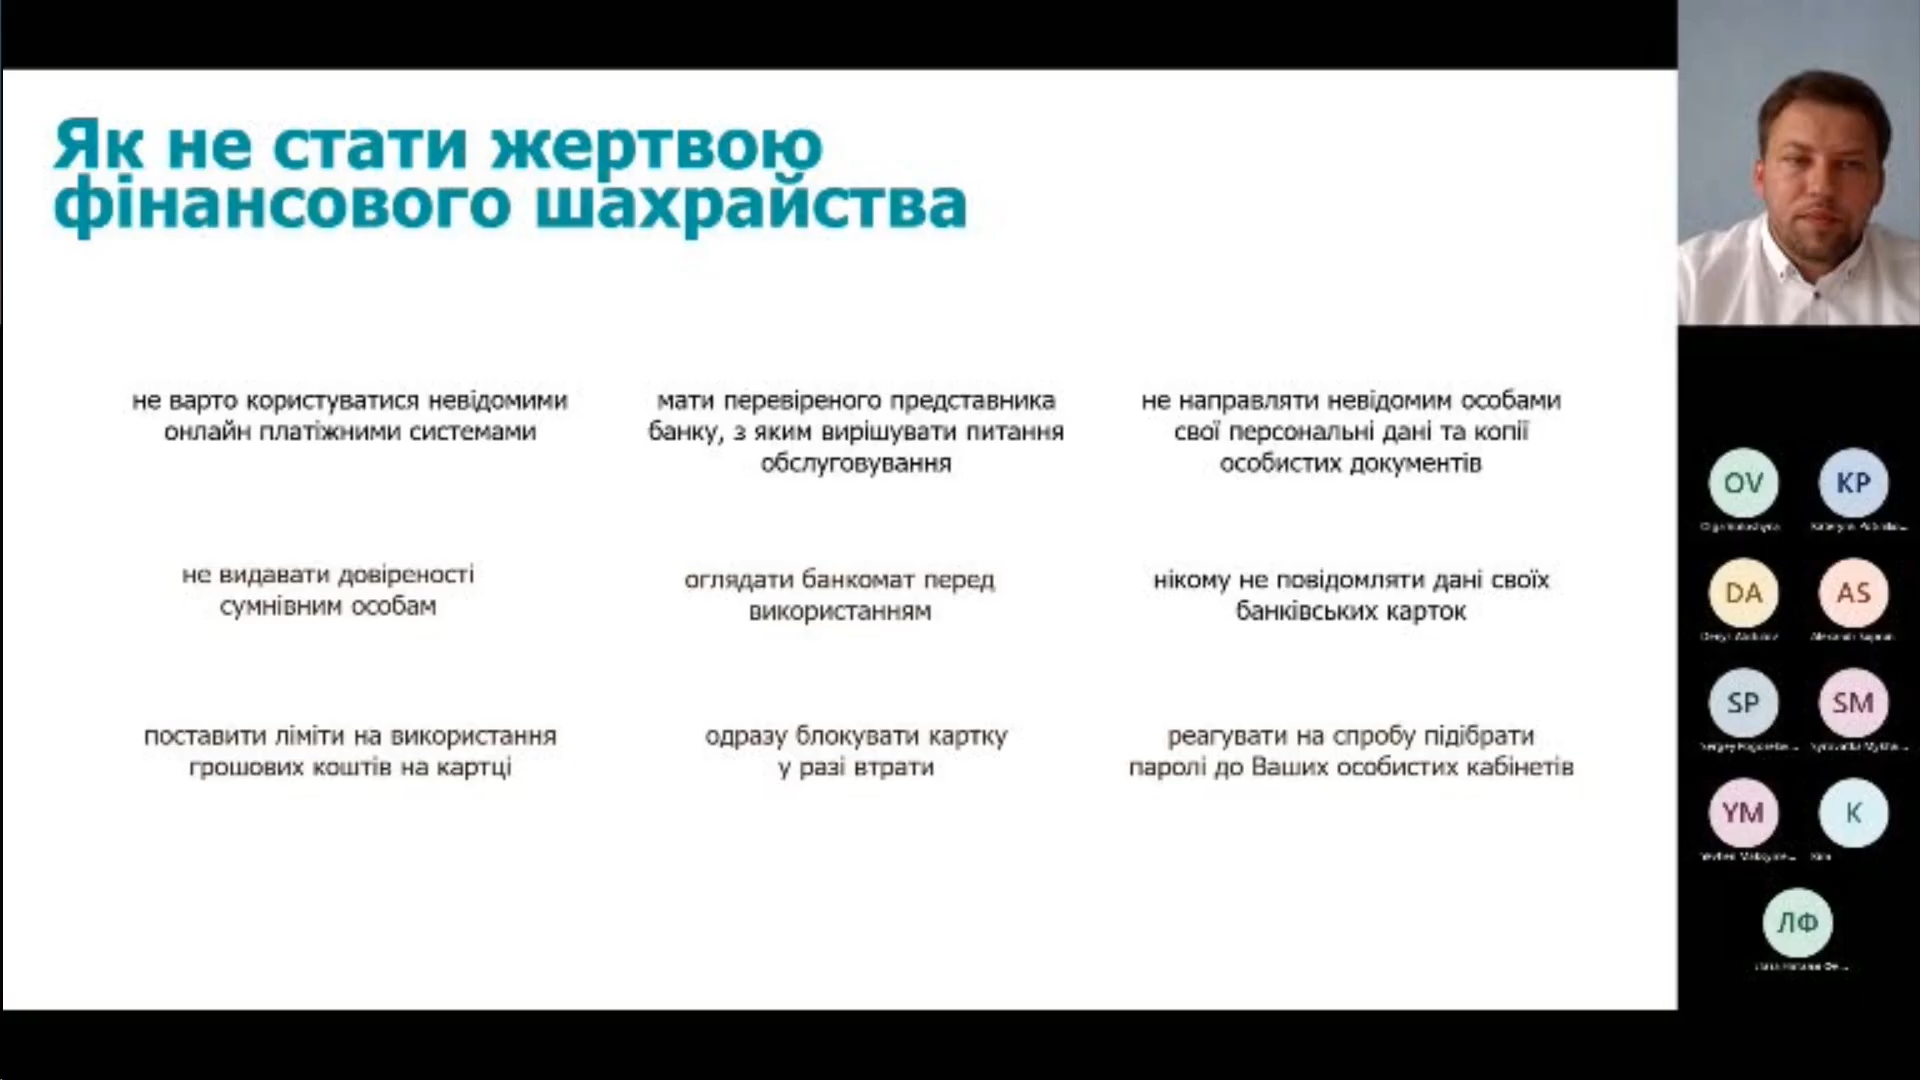 Як не стати жертвою
фінансового шахрайства
не варто користуватися невідомими
онлайн платіжними системами
мати перевіреного представника
банку, з яким вирішувати питання
обслуговування
не направляти невідомим особами
свої персональні дані та копії
особистих документів
не видавати довіреності
сумнівним особам
оглядати банкомат перед
використанням
нікому не повідомляти дані своїх
банківських карток
поставити ліміти на використання
грошових коштів на картці
одразу блокувати картку
у разі втрати
реагувати на спробу підібрати
паролі до Ваших особистих кабінетів
OV
KP
DA
AS
SP
SM
YM
K
Kim
ЛФ